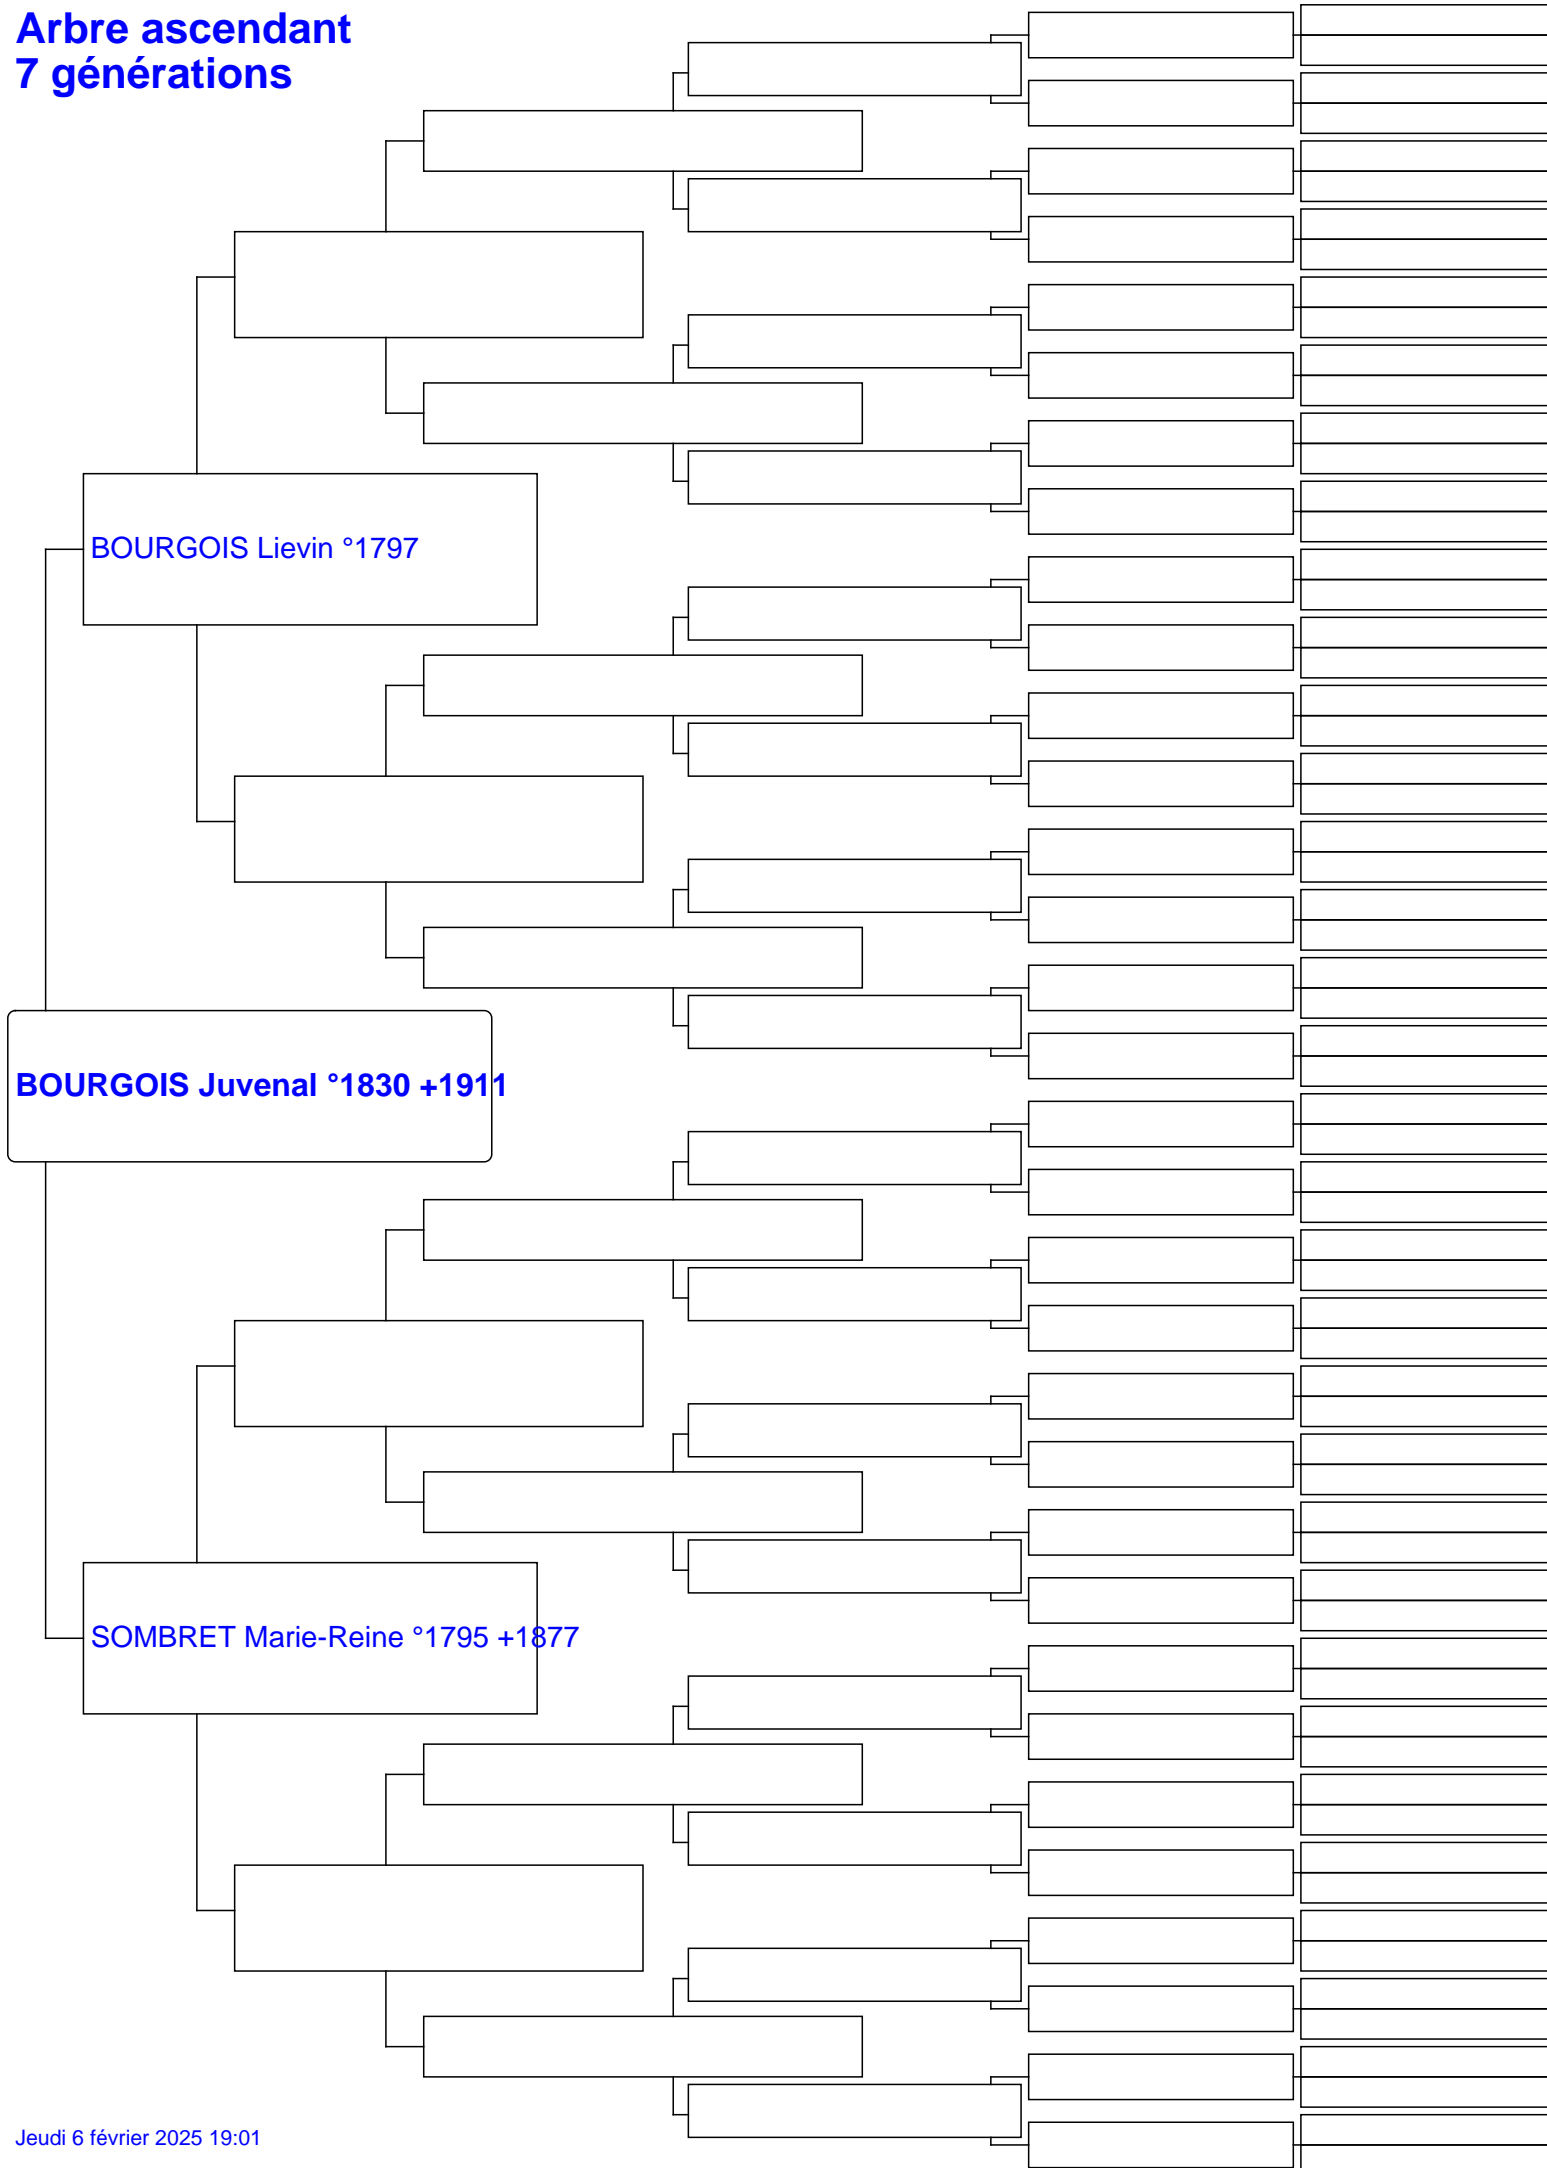 Arbre ascendant
7 générations
BOURGOIS Lievin °1797
BOURGOIS Juvenal °1830 +1911
SOMBRET Marie-Reine °1795 +1877
Jeudi 6 février 2025 19:01